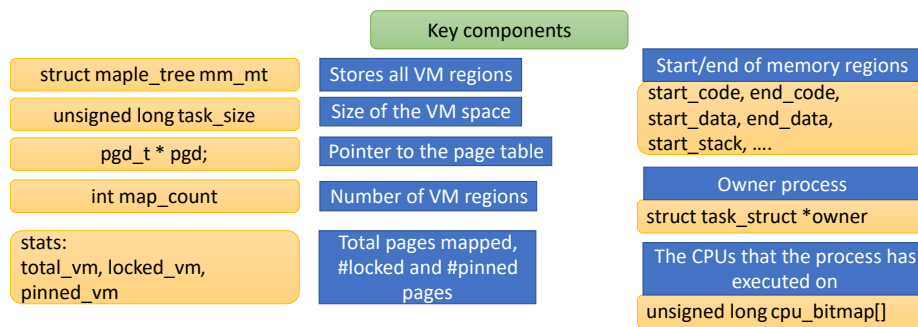 Key components
struct maple_tree mm_mt
Stores all VM regions
unsigned long task_size
Size of the VM space
pgd_t * pgd;
Pointer to the page table
int map_count
Number of VM regions
stats:
total_vm, locked_vm,
pinned_vm
Total pages mapped,
#locked and #pinned
pages
Start/end of memory regions
start_code, end_code,
start_data, end_data,
start_stack, ….
Owner process
struct task_struct *owner
The CPUs that the process has
executed on
unsigned long cpu_bitmap[]